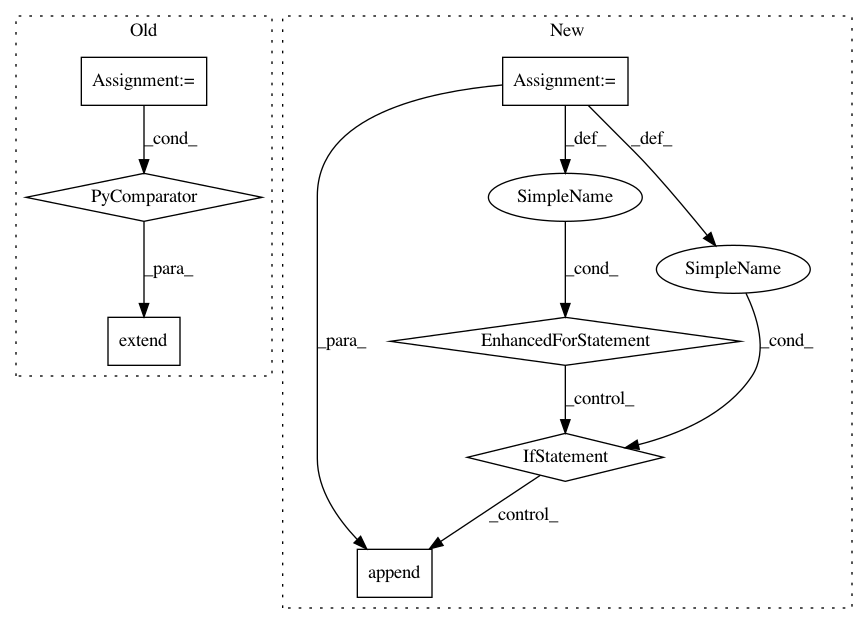 Old
New
Assignment:=
Assignment:=
_cond_
_def_
_def_
PyComparator
SimpleName
SimpleName
_para_
_cond_
extend
_para_
EnhancedForStatement
_cond_
_control_
IfStatement
_control_
append